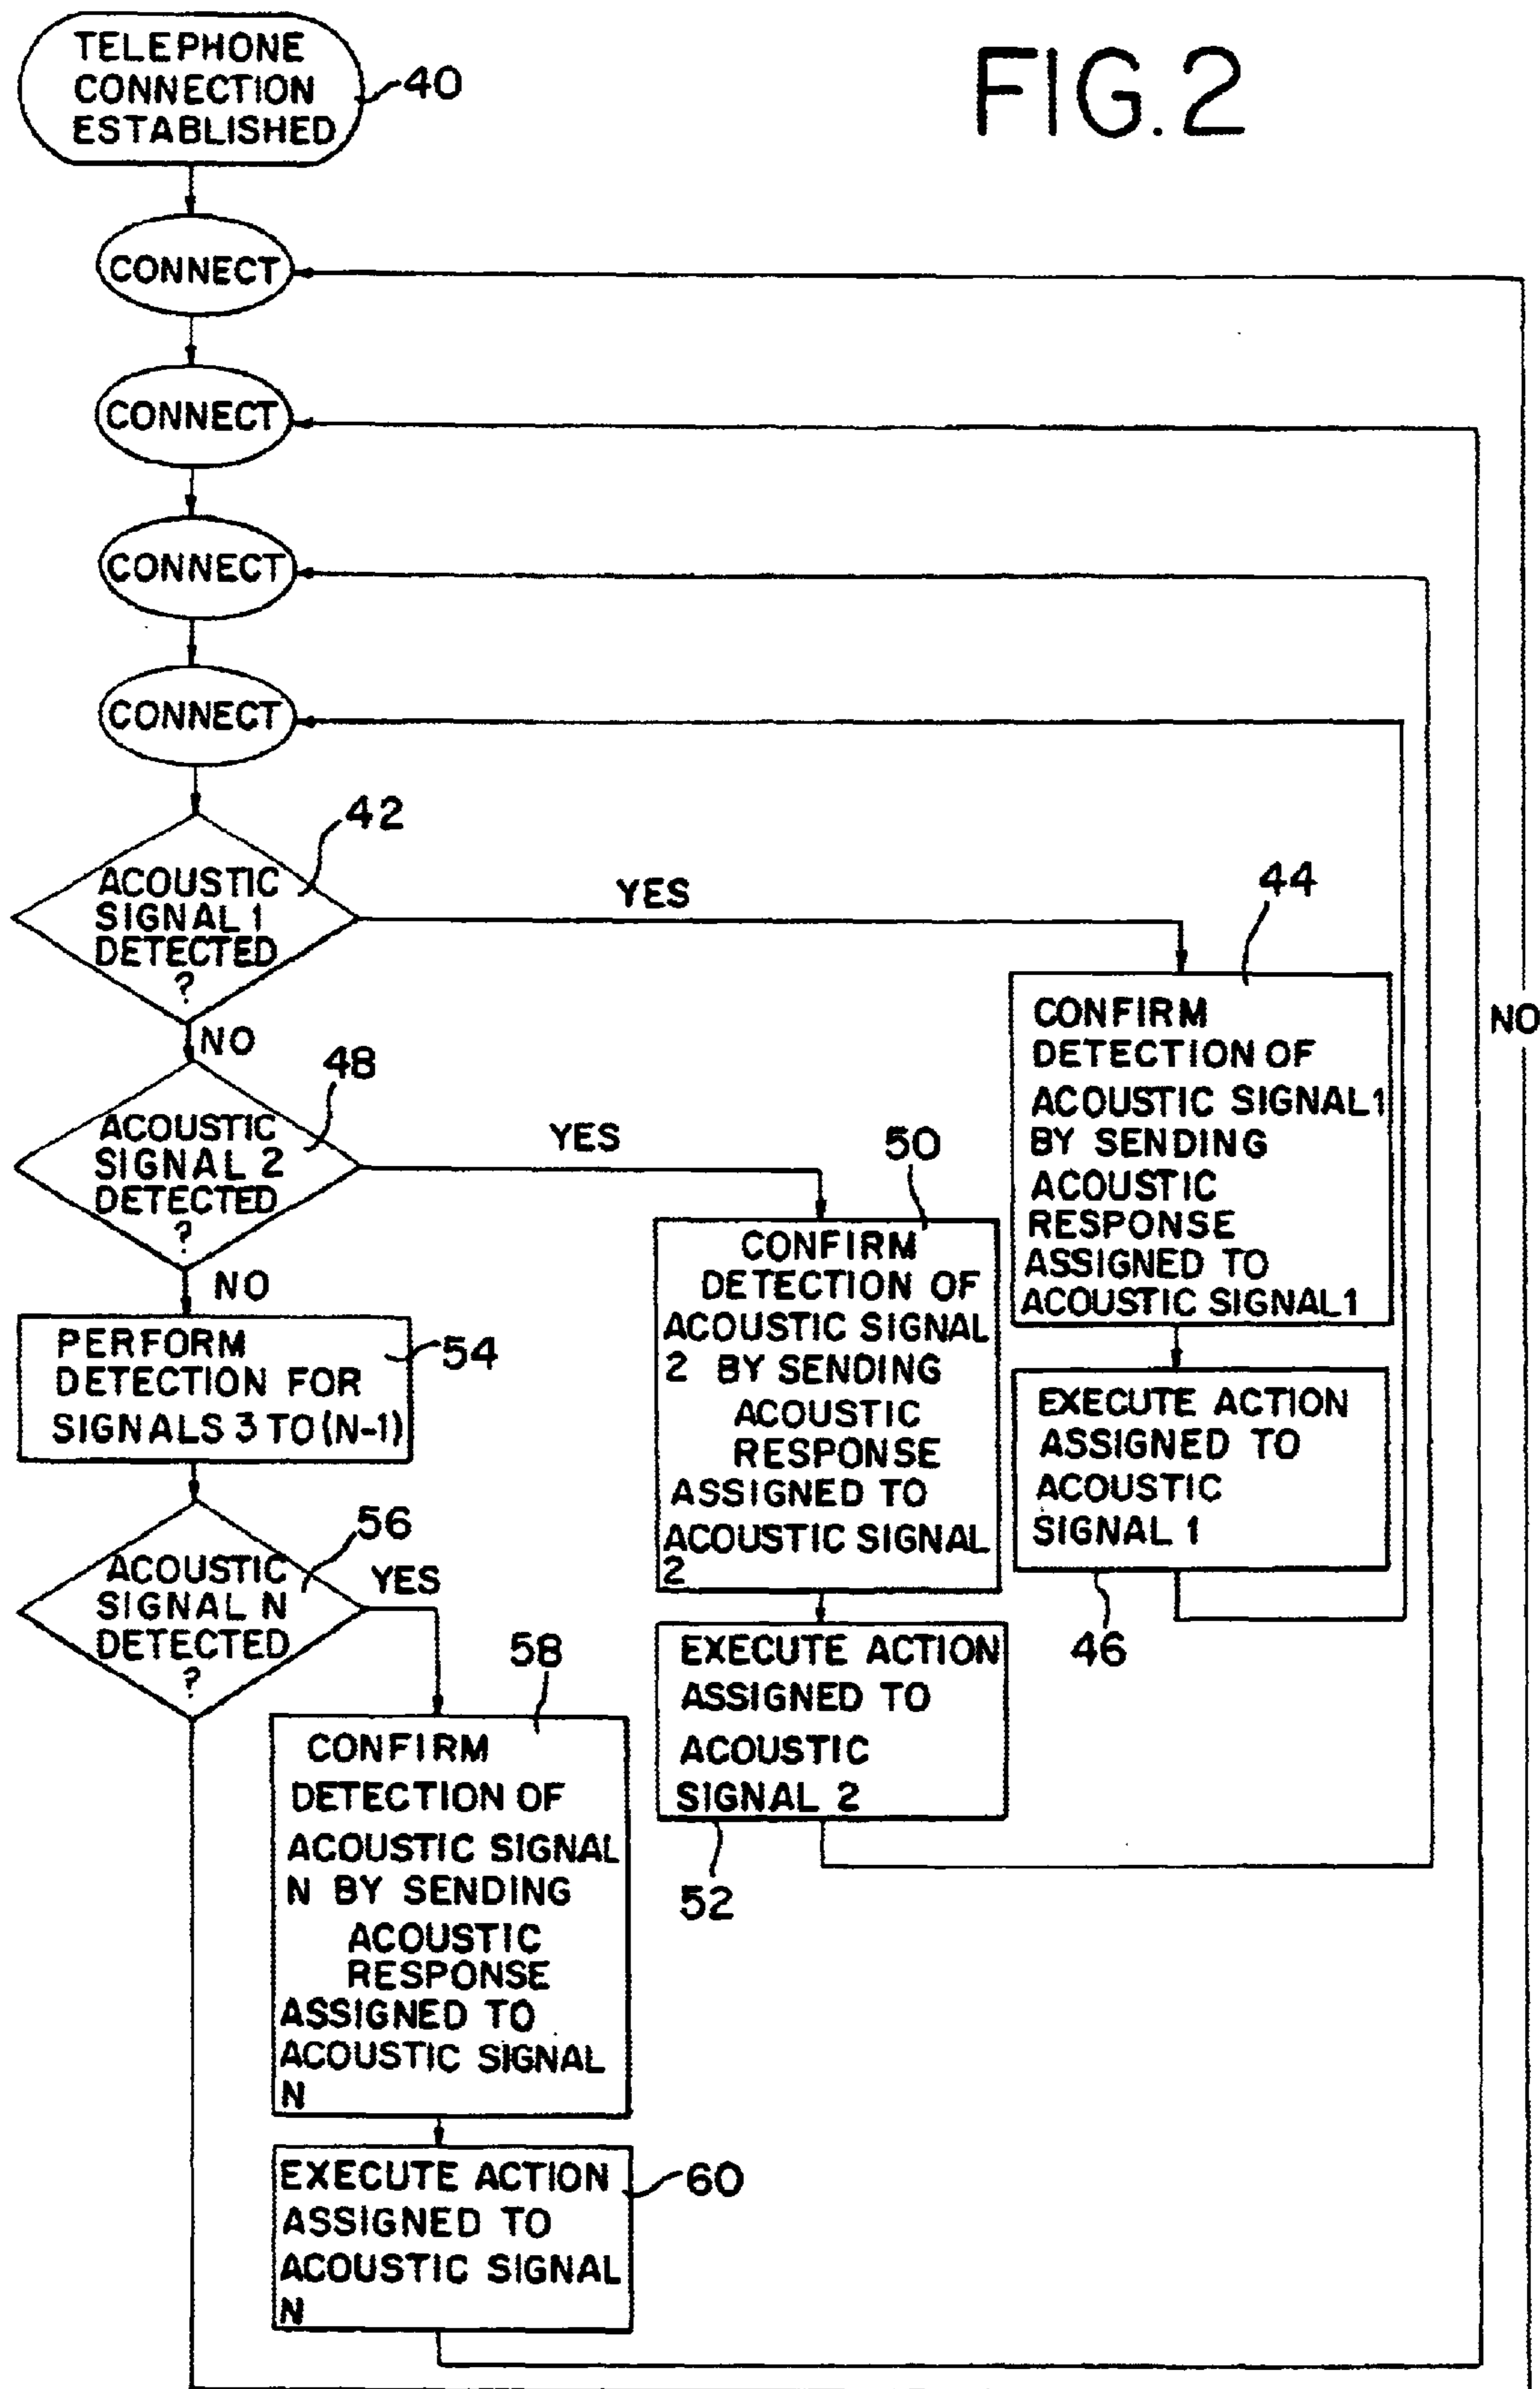 FIG. 2
TELEPHONE
CONNECTION
ESTABLISHED
40
CONNECT
CONNECT
CONNECT
CONNECT
42
ACOUSTIC
SIGNAL 1
DETECTED
?
YES
NO
44
CONFIRM
DETECTION OF
ACOUSTIC SIGNAL 1
BY SENDING
ACOUSTIC
RESPONSE
ASSIGNED TO
ACOUSTIC SIGNAL 1
EXECUTE ACTION
ASSIGNED TO
ACOUSTIC
SIGNAL 1
46
NO
48
ACOUSTIC
SIGNAL 2
DETECTED
?
YES
NO
50
CONFIRM
DETECTION OF
ACOUSTIC SIGNAL
2 BY SENDING
ACOUSTIC
RESPONSE
ASSIGNED TO
ACOUSTIC SIGNAL
2
EXECUTE ACTION
ASSIGNED TO
ACOUSTIC
SIGNAL 2
52
PERFORM
DETECTION FOR
SIGNALS 3 TO (N-1)
54
56
ACOUSTIC
SIGNAL N
DETECTED
?
YES
58
CONFIRM
DETECTION OF
ACOUSTIC SIGNAL
N BY SENDING
ACOUSTIC
RESPONSE
ASSIGNED TO
ACOUSTIC SIGNAL
N
EXECUTE ACTION
ASSIGNED TO
ACOUSTIC SIGNAL
N
60